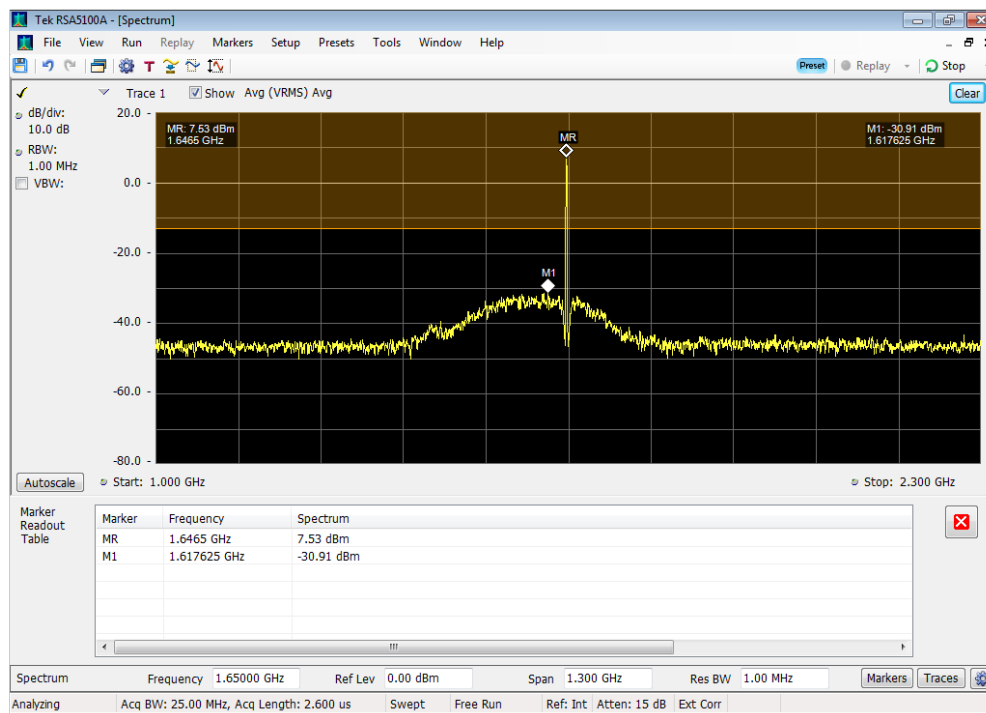 Tek RSA5100A - [Spectrum]
File View Run Replay Markers Setup Presets Tools Window Help
Preset Replay Stop
Trace 1 Show Avg (VRMS) Avg Clear
dB/div:
10.0 dB
RBW:
1.00 MHz
VBW:
20.0
0.0
-20.0
-40.0
-60.0
-80.0
MR: 7.53 dBm
1.6465 GHz
MR
M1: -30.91 dBm
1.617625 GHz
M1
Autoscale Start: 1.000 GHz Stop: 2.300 GHz
Marker
Readout
Table
Marker Frequency Spectrum
MR 1.6465 GHz 7.53 dBm
M1 1.617625 GHz -30.91 dBm
Spectrum Frequency 1.65000 GHz Ref Lev 0.00 dBm Span 1.300 GHz Res BW 1.00 MHz Markers Traces
Analyzing Acq BW: 25.00 MHz, Acq Length: 2.600 us Swept Free Run Ref: Int Atten: 15 dB Ext Corr